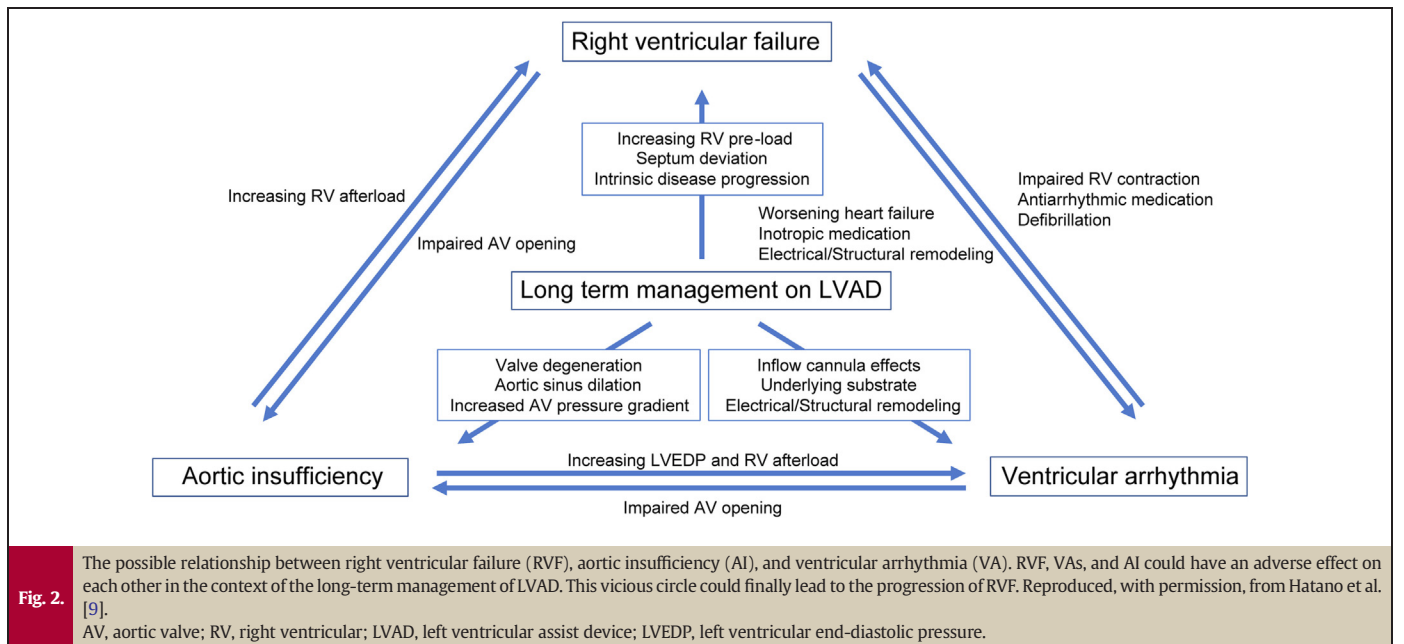 Right ventricular failure
Increasing RV pre-load
Septum deviation
Intrinsic disease progression
Increasing RV afterload
Impaired AV opening
Impaired RV contraction
Antiarrhythmic medication
Defibrillation
Worsening heart failure
Inotropic medication
Electrical/Structural remodeling
Long term management on LVAD
Valve degeneration
Aortic sinus dilation
Increased AV pressure gradient
Inflow cannula effects
Underlying substrate
Electrical/Structural remodeling
Aortic insufficiency
Increasing LVEDP and RV afterload
Impaired AV opening
Ventricular arrhythmia
Fig. 2.
The possible relationship between right ventricular failure (RVF), aortic insufficiency (AI), and ventricular arrhythmia (VA). RVF, VAs, and AI could have an adverse effect on
each other in the context of the long-term management of LVAD. This vicious circle could finally lead to the progression of RVF. Reproduced, with permission, from Hatano et al.
[9].
AV, aortic valve; RV, right ventricular; LVAD, left ventricular assist device; LVEDP, left ventricular end-diastolic pressure.